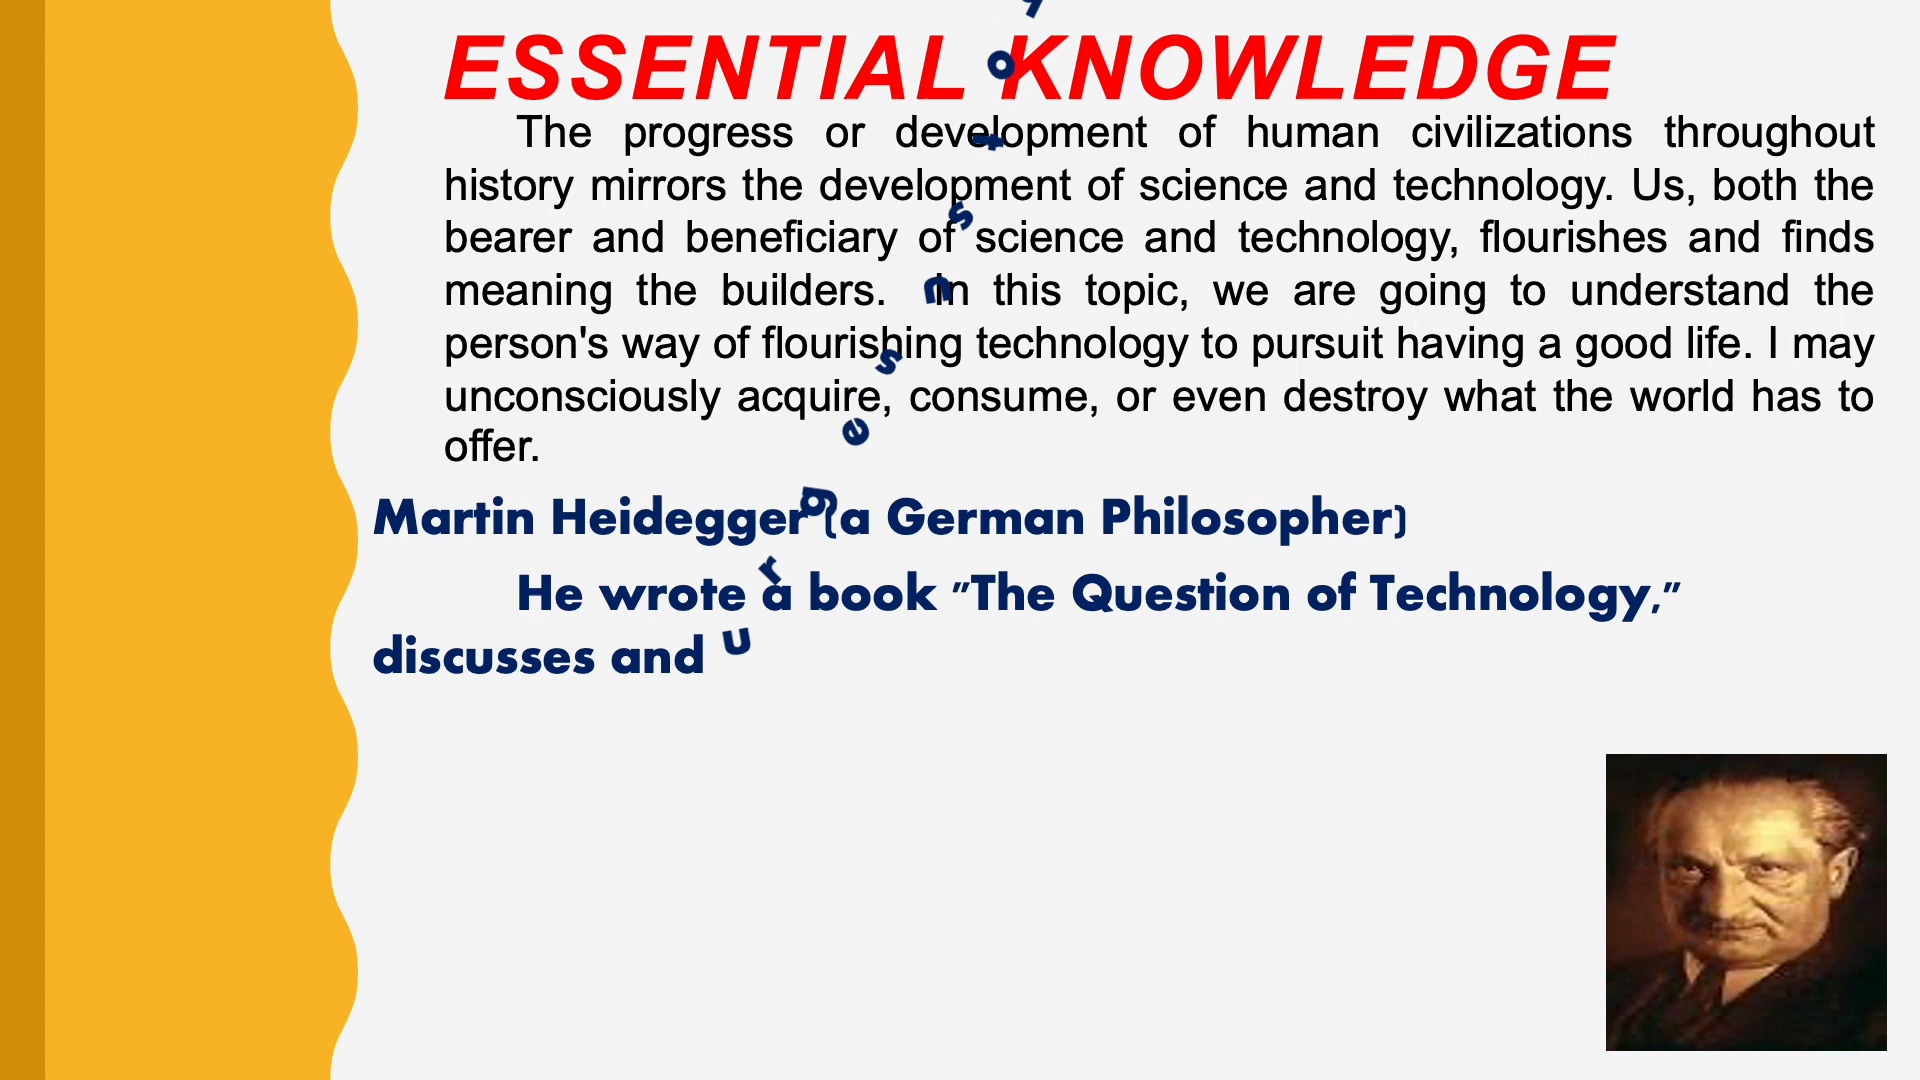 ESSENTIAL KNOWLEDGE
The progress or development of human civilizations throughout
history mirrors the development of science and technology. Us, both the
bearer and beneficiary of science and technology, flourishes and finds
meaning the builders. In this topic, we are going to understand the
person's way of flourishing technology to pursuit having a good life. I may
unconsciously acquire, consume, or even destroy what the world has to
offer.
Martin Heidegger (a German Philosopher)
He wrote a book "The Question of Technology,"
discusses and